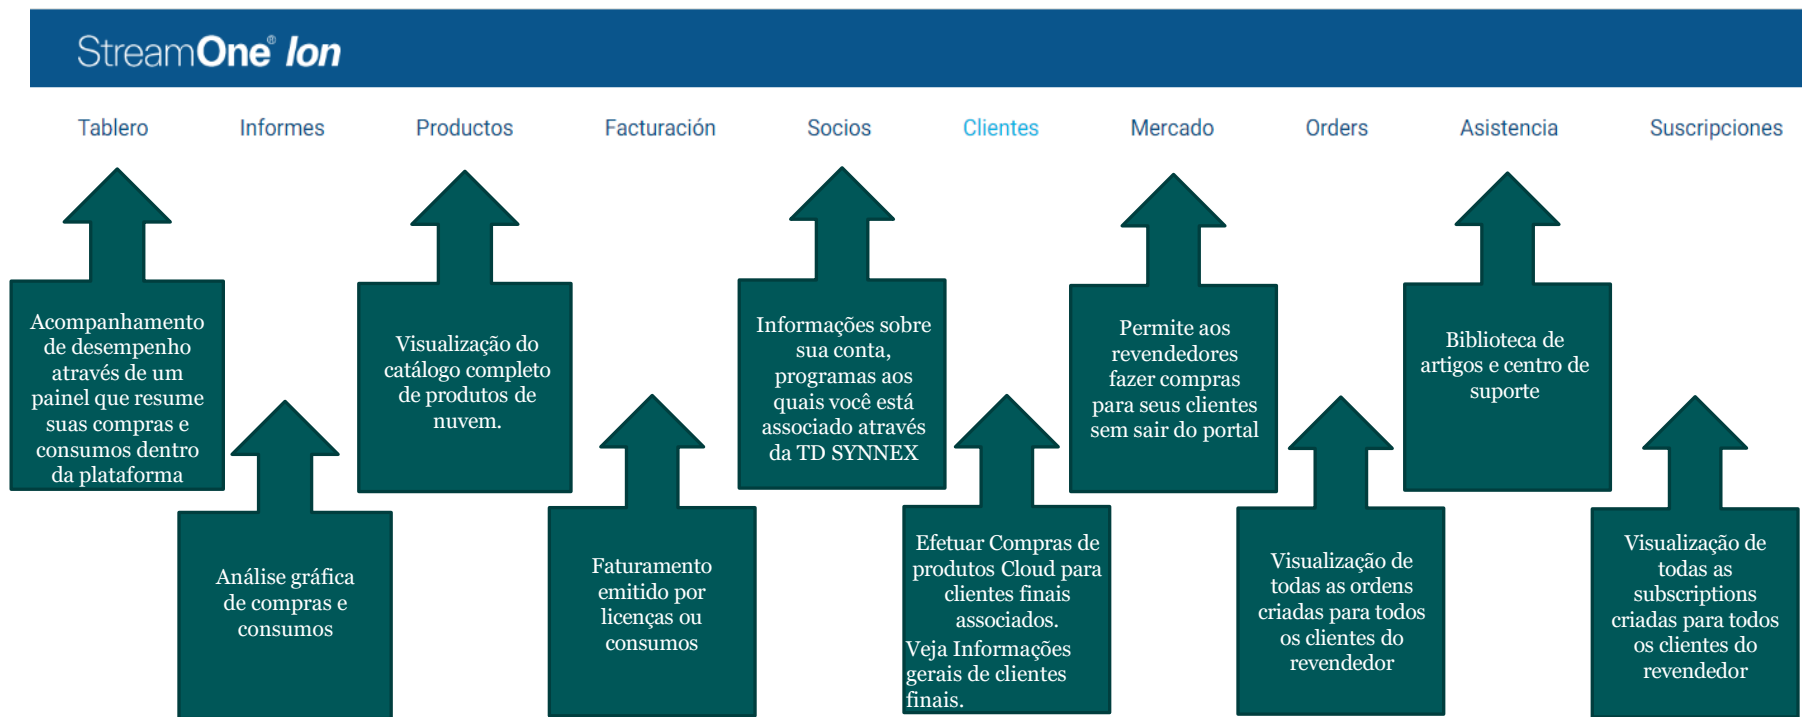 StreamOne® Ion
Tablero Informes Productos Facturación Socios Clientes Mercado Orders Asistencia Suscripciones
Acompanhamento
de desempenho
através de um
painel que resume
suas compras e
consumos dentro
da plataforma
Análise gráfica
de compras e
consumos
Visualização do
catálogo completo
de produtos de
nuvem.
Faturamento
emitido por
licenças ou
consumos
Informações sobre
sua conta,
programas aos
quais você está
associado através
da TD SYNNEX
Efetuar Compras de
produtos Cloud para
clientes finais
associados.
Veja Informações
gerais de clientes
finais.
Permite aos
revendedores
fazer compras
para seus clientes
sem sair do portal
Visualização de
todas as ordens
criadas para todos
os clientes do
revendedor
Biblioteca de
artigos e centro de
suporte
Visualização de
todas as
subscriptions
criadas para todos
os clientes do
revendedor